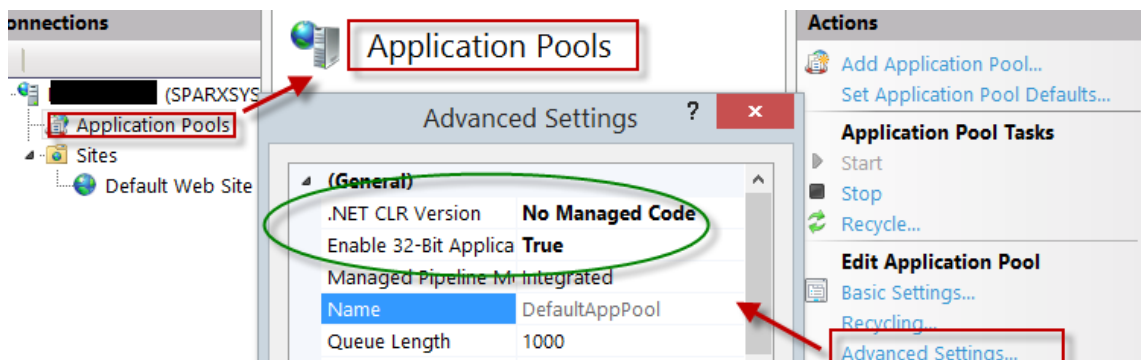 onnections
(SPARXSYS
Application Pools
Sites
Default Web Site
Application Pools
Advanced Settings ? x
(General)
.NET CLR Version No Managed Code
Enable 32-Bit Applica True
Managed Pipeline Mo Integrated
Name DefaultAppPool
Queue Length 1000
Actions
Add Application Pool...
Set Application Pool Defaults...
Application Pool Tasks
Start
Stop
Recycle...
Edit Application Pool
Basic Settings...
Recycling...
Advanced Settings...